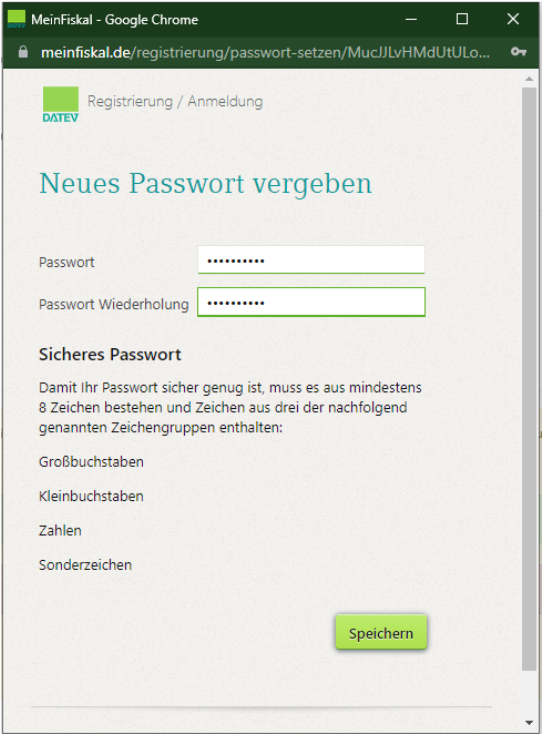 MeinFiskal - Google Chrome
meinfiskal.de/registrierung/passwort-setzen/MucJJLvHMdUtULo...
DATEV
Registrierung / Anmeldung
Neues Passwort vergeben
Passwort
••••••••••
Passwort Wiederholung
••••••••••
Sicheres Passwort
Damit Ihr Passwort sicher genug ist, muss es aus mindestens
8 Zeichen bestehen und Zeichen aus drei der nachfolgend
genannten Zeichengruppen enthalten:
Großbuchstaben
Kleinbuchstaben
Zahlen
Sonderzeichen
Speichern